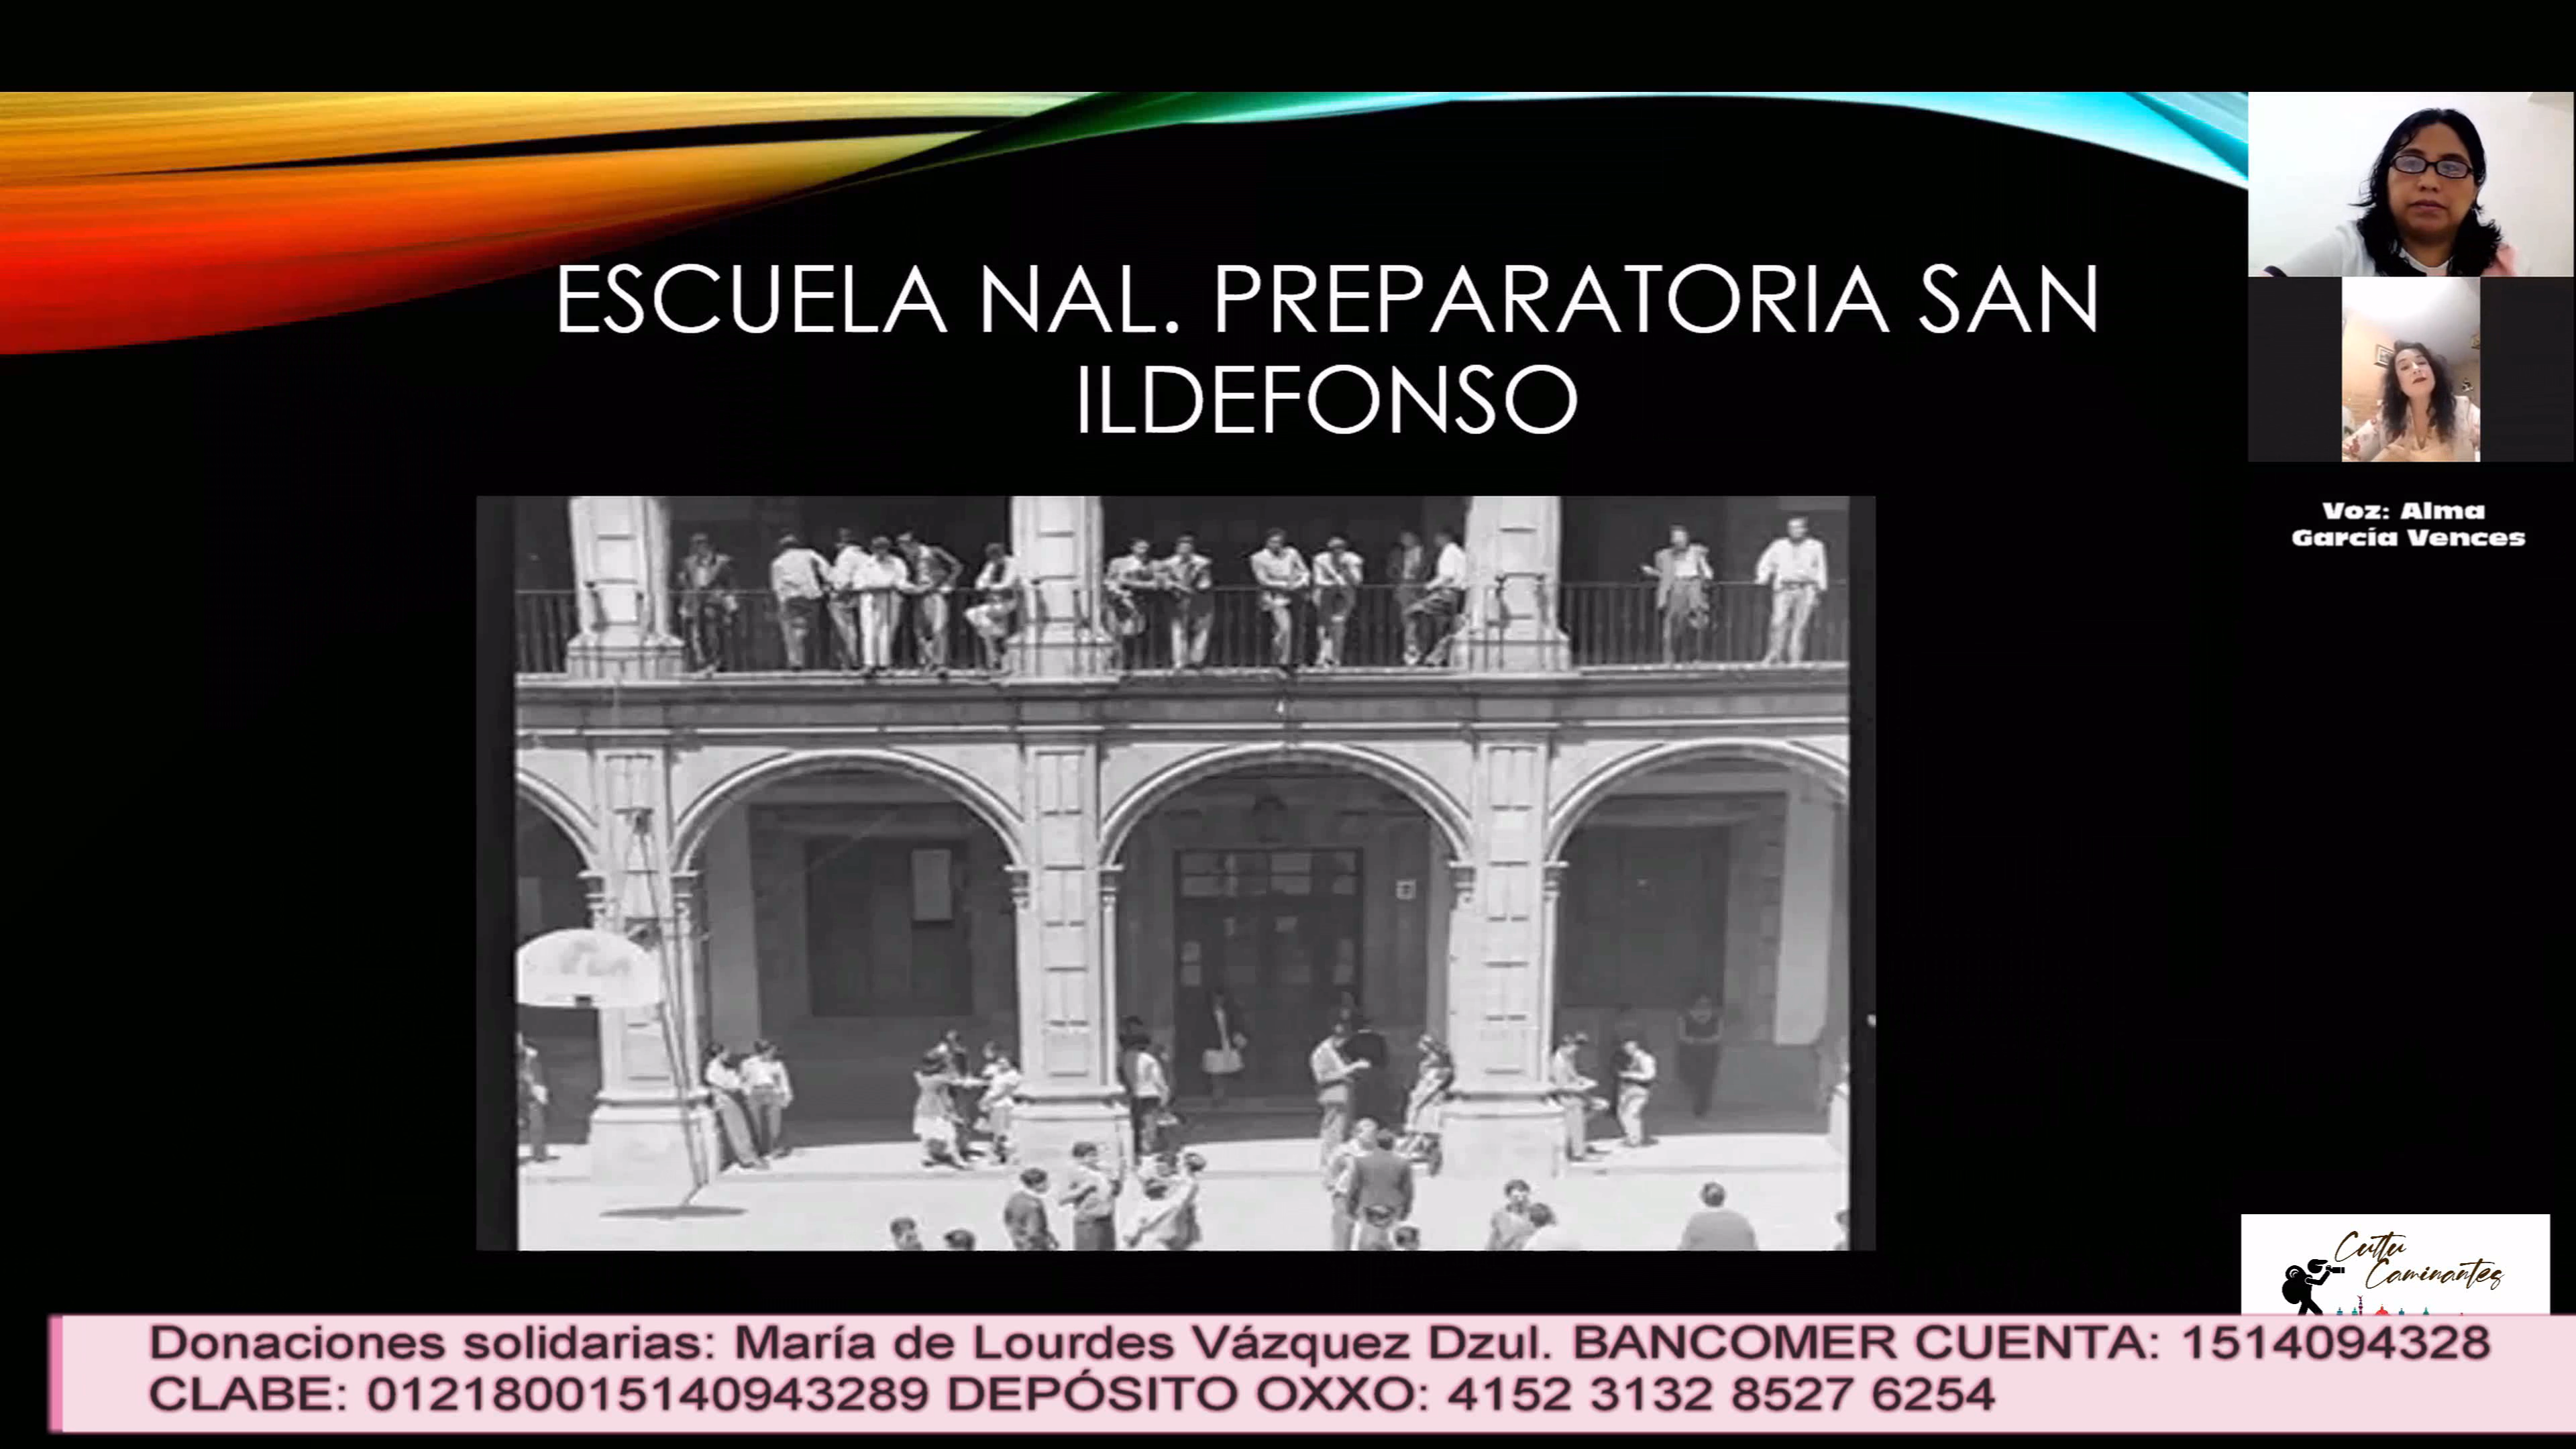 ESCUELA NAL. PREPARATORIA SAN
ILDEFONSO
Voz: Alma
García Vences
Cultu
Caminantes
Donaciones solidarias: María de Lourdes Vázquez Dzul. BANCOMER CUENTA: 1514094328
CLABE: 012180015140943289 DEPÓSITO OXXO: 4152 3132 8527 6254